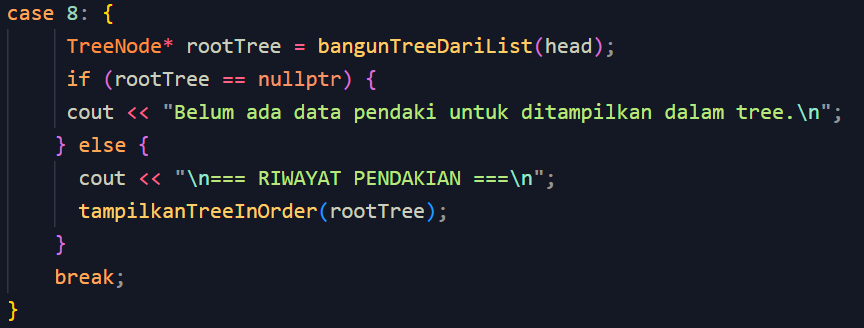 case 8: {
TreeNode* rootTree = bangunTreeDariList(head);
if (rootTree == nullptr) {
cout << "Belum ada data pendaki untuk ditampilkan dalam tree.\n";
} else {
cout << "\n=== RIWAYAT PENDAKIAN ===\n";
tampilkanTreeInOrder(rootTree);
}
break;
}